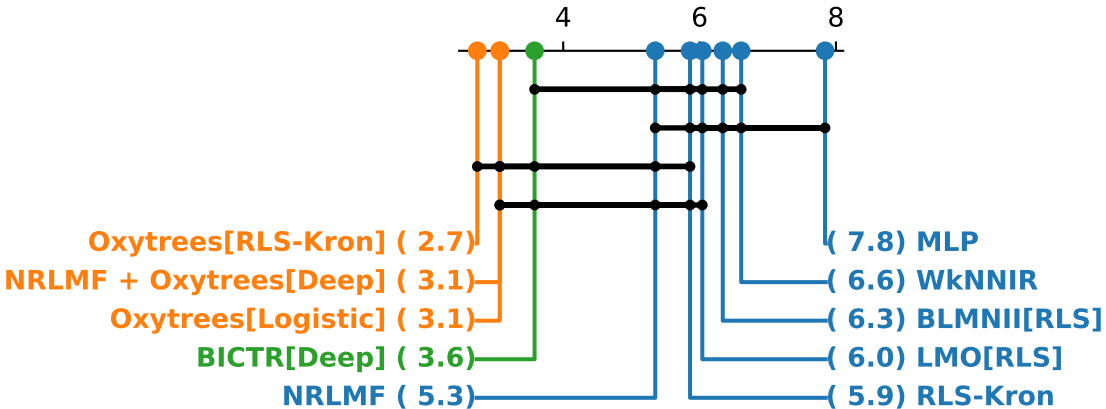 4 6 8
Oxytrees[RLS-Kron] ( 2.7)
( 7.8) MLP
NRLMF + Oxytrees[Deep] ( 3.1)
( 6.6) WkNNIR
Oxytrees[Logistic] ( 3.1)
( 6.3) BLMNII[RLS]
BICTR[Deep] ( 3.6)
( 6.0) LMO[RLS]
NRLMF ( 5.3)
( 5.9) RLS-Kron